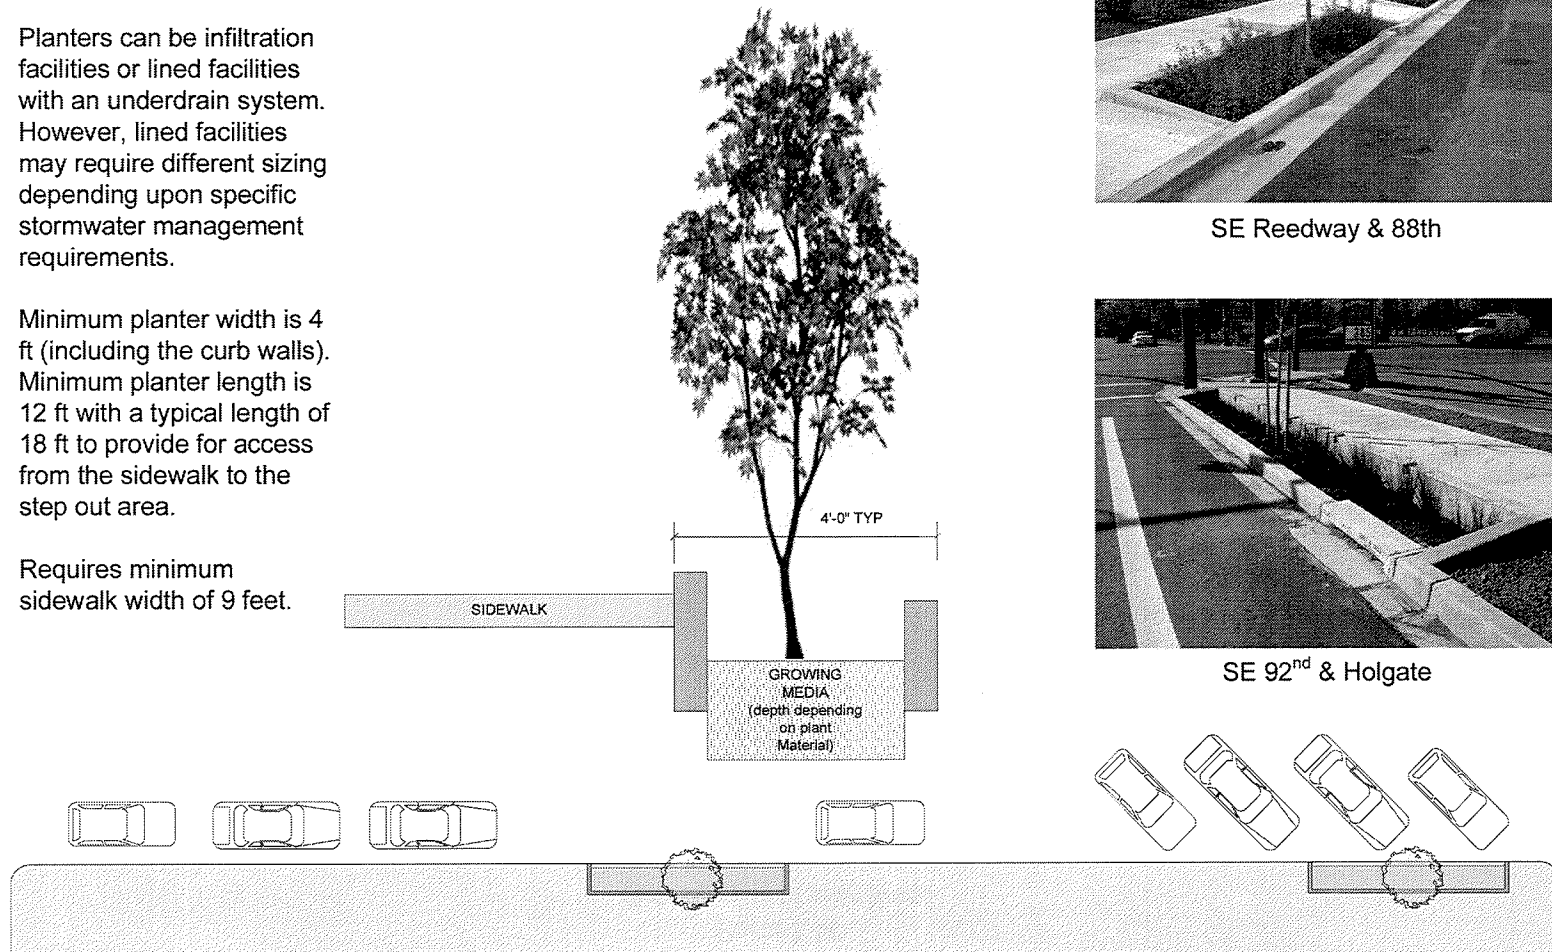 Planters can be infiltration
facilities or lined facilities
with an underdrain system.
However, lined facilities
may require different sizing
depending upon specific
stormwater management
requirements.
Minimum planter width is 4
ft (including the curb walls).
Minimum planter length is
12 ft with a typical length of
18 ft to provide for access
from the sidewalk to the
step out area.
Requires minimum
sidewalk width of 9 feet.
4'-0" TYP
SIDEWALK
GROWING
MEDIA
(depth depending
on plant
Material)
SE Reedway & 88th
SE 92nd & Holgate